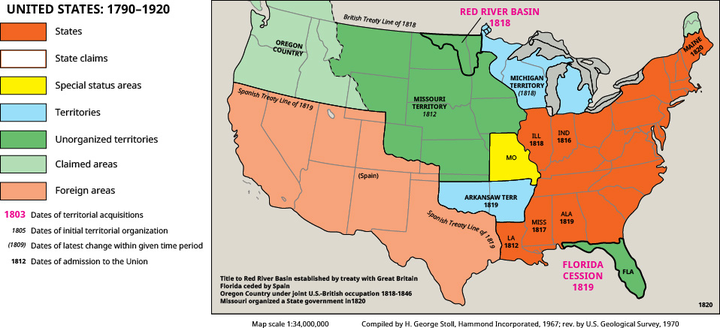 UNITED STATES: 1790–1920
States
State claims
Special status areas
Territories
Unorganized territories
Claimed areas
Foreign areas
1803 Dates of territorial acquisitions
1805 Dates of initial territorial organization
(1809) Dates of latest change within given time period
1812 Dates of admission to the Union
RED RIVER BASIN
1818
British Treaty Line of 1818
OREGON
COUNTRY
MAINE
1820
MICHIGAN
TERRITORY
(1818)
Spanish Treaty Line of 1819
MISSOURI
TERRITORY
1812
ILL
1818
IND
1816
MO
(Spain)
ARKANSAW TERR
1819
Spanish Treaty Line of 1819
MISS
1817
ALA
1819
LA
1812
FLORIDA
CESSION
1819
FLA
Title to Red River Basin established by treaty with Great Britain
Florida ceded by Spain
Oregon Country under joint U.S.-British occupation 1818-1846
Missouri organized a State government in1820
1820
Map scale 1:34,000,000
Compiled by H. George Stoll, Hammond Incorporated, 1967; rev. by U.S. Geological Survey, 1970